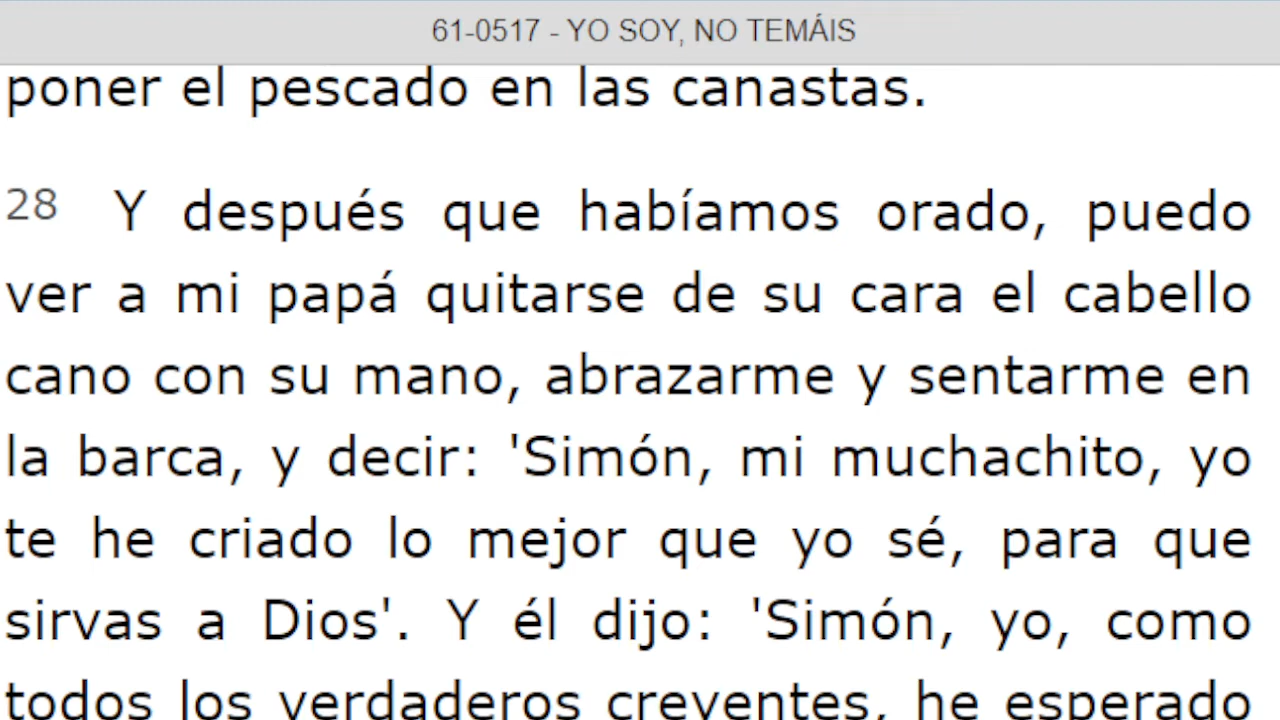 61-0517 - YO SOY, NO TEMÁIS
poner el pescado en las canastas.
28 Y después que habíamos orado, puedo
ver a mi papá quitarse de su cara el cabello
cano con su mano, abrazarme y sentarme en
la barca, y decir: 'Simón, mi muchachito, yo
te he criado lo mejor que yo sé, para que
sirvas a Dios'. Y él dijo: 'Simón, yo, como
todos los verdaderos creyentes, he esperado